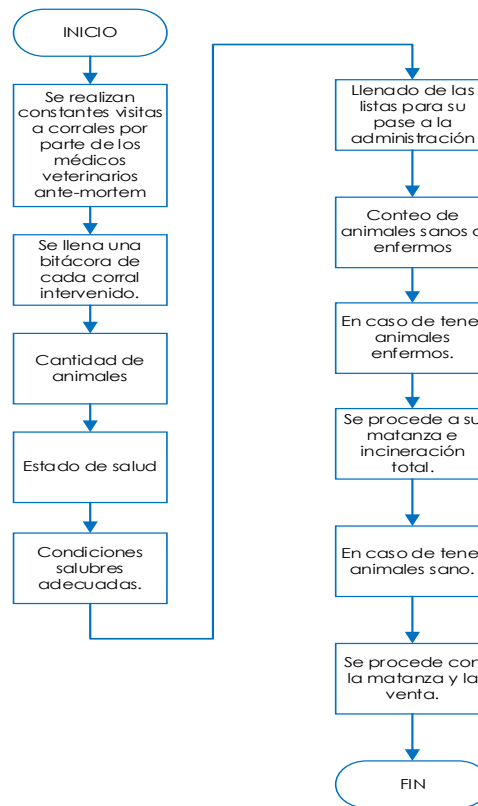 INICIO
Se realizan
constantes visitas
a corrales por
parte de los
médicos
veterinarios
ante-mortem
Se llena una
bitácora de
cada corral
intervenido.
Cantidad de
animales
Estado de salud
Condiciones
salubres
adecuadas.
Llenado de las
listas para su
pase a la
administración
Conteo de
animales sanos o
enfermos
En caso de tene
animales
enfermos.
Se procede a su
matanza e
incineración
total.
En caso de tene
animales sano.
Se procede con
la matanza y la
venta.
FIN